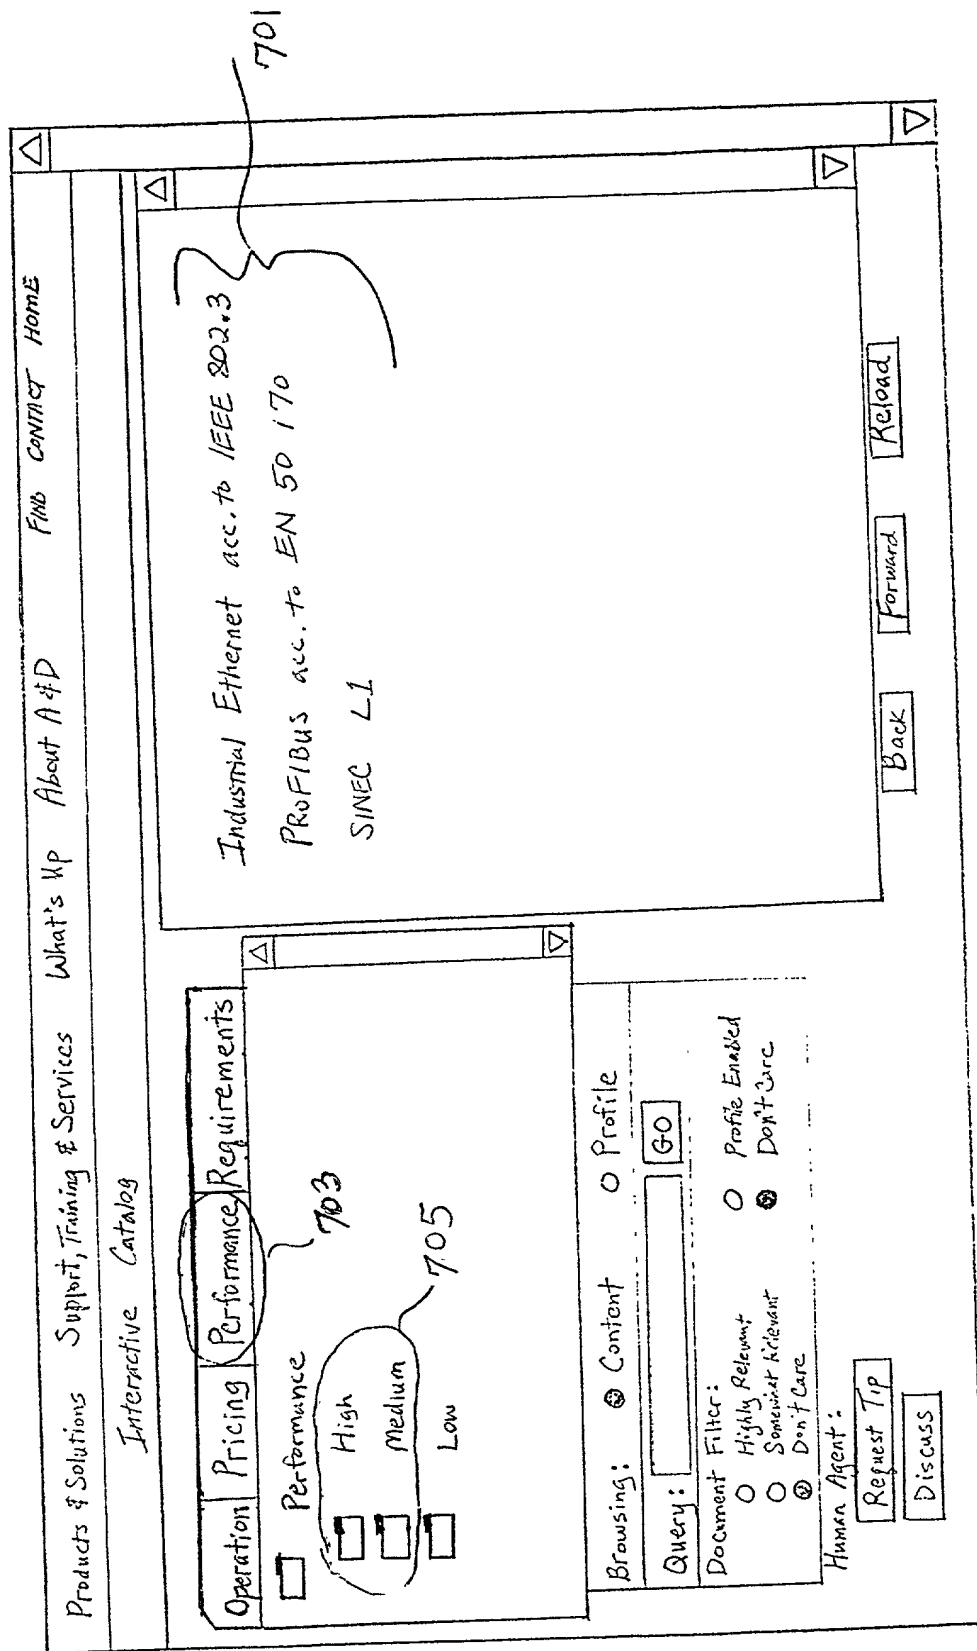 Products & Solutions Support, Training & Services What's Up About A&D FIND CONTACT HOME
Interactive Catalog
Operation Pricing Performance Requirements
Performance
High
Medium
Low
703
705
Browsing: Content Profile
Query: GO
Document Filter:
Highly Relevant
Somewhat Relevant
Don't Care
Profile Enabled
Don't Care
Human Agent:
Request Tip
Discuss
Industrial Ethernet acc. to IEEE 802.3
PROFIBUS acc. to EN 50 170
SINEC L1
701
Back Forward Reload